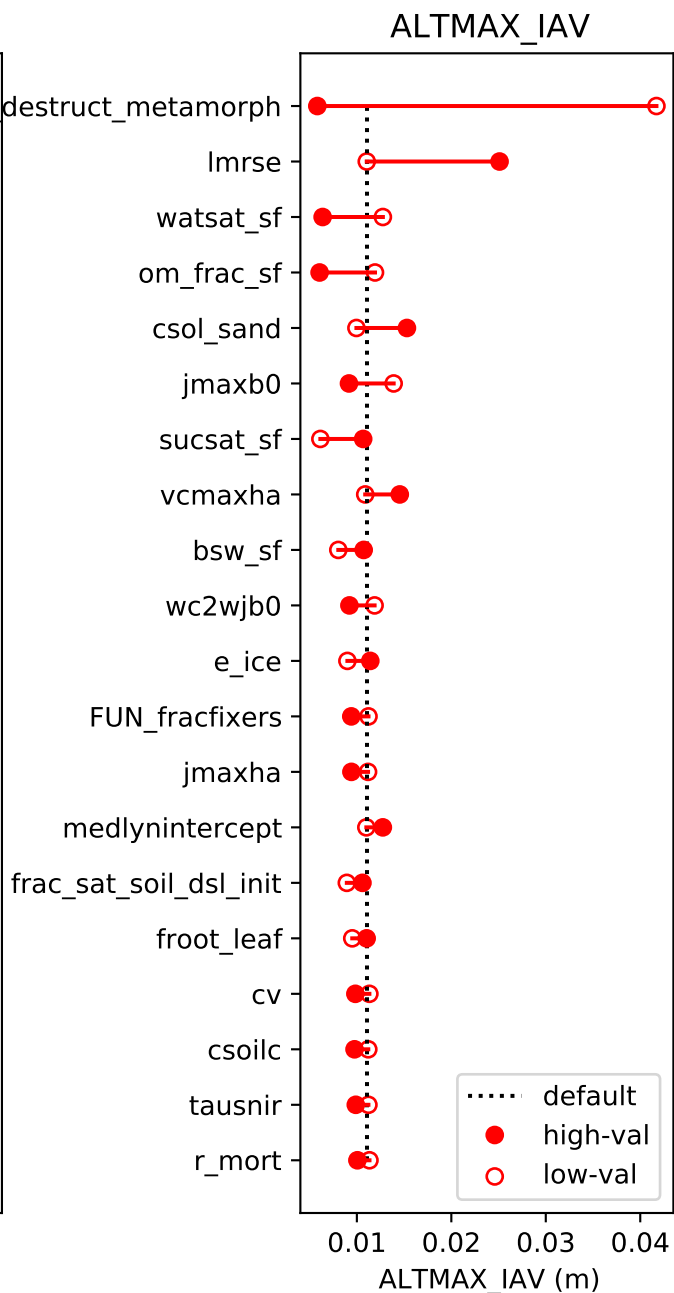 ALTMAX_IAV
destruct_metamorph
lmrse
watsat_sf
om_frac_sf
csol_sand
jmaxb0
sucsat_sf
vcmaxha
bsw_sf
wc2wjb0
e_ice
FUN_fracfixers
jmaxha
medlynintercept
frac_sat_soil_dsl_init
froot_leaf
cv
csoilc
tausnir
r_mort
default
high-val
low-val
0.01 0.02 0.03 0.04
ALTMAX_IAV (m)